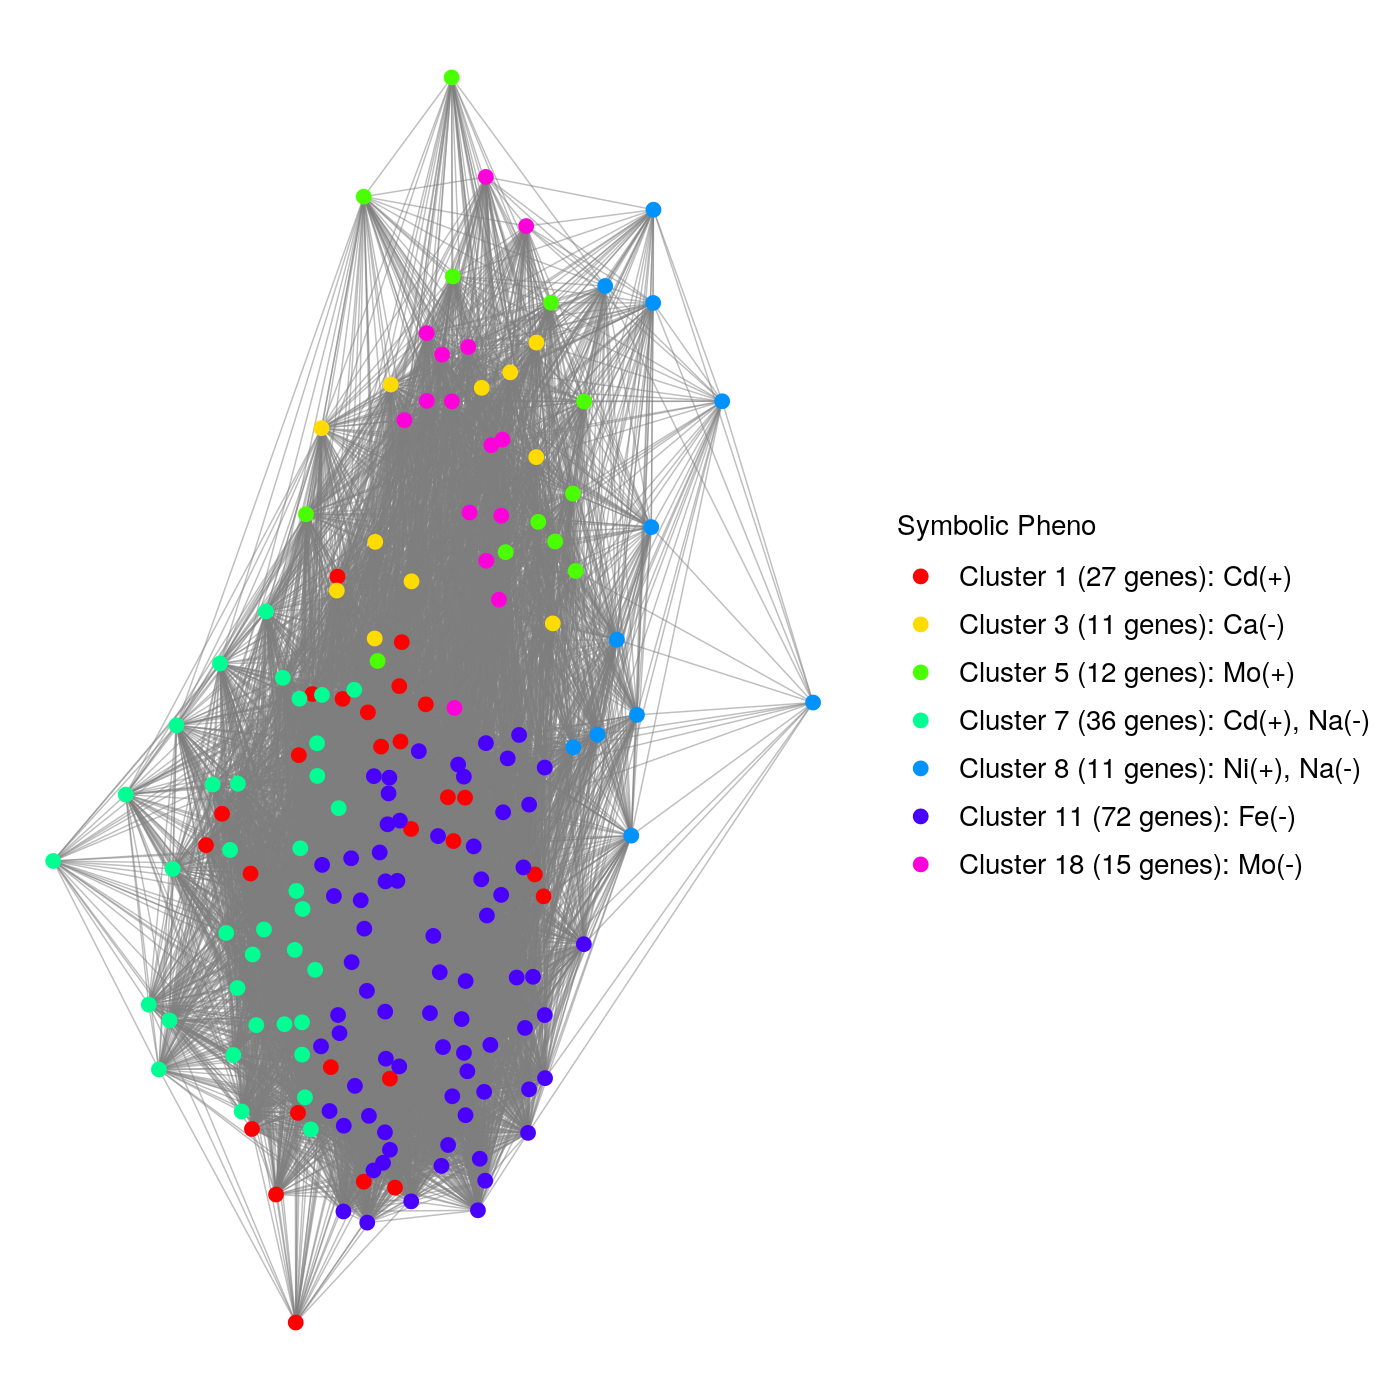 Symbolic Pheno
Cluster 1 (27 genes): Cd(+)
Cluster 3 (11 genes): Ca(-)
Cluster 5 (12 genes): Mo(+)
Cluster 7 (36 genes): Cd(+), Na(-)
Cluster 8 (11 genes): Ni(+), Na(-)
Cluster 11 (72 genes): Fe(-)
Cluster 18 (15 genes): Mo(-)